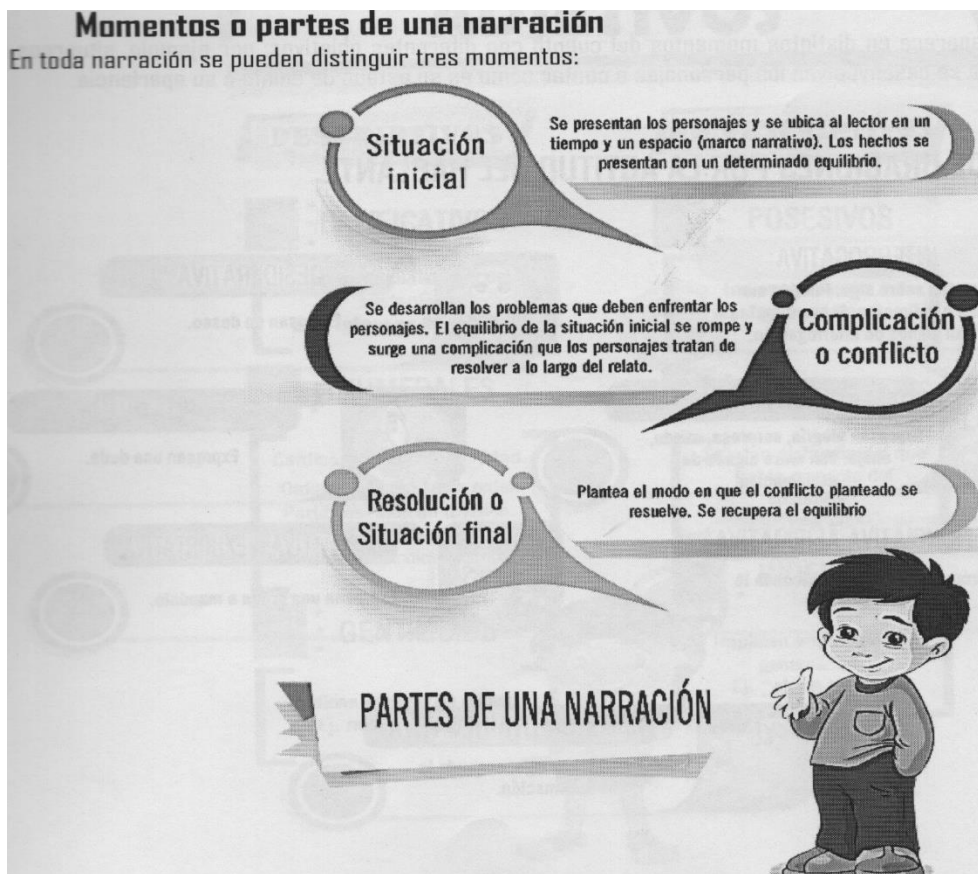 Momentos o partes de una narración
En toda narración se pueden distinguir tres momentos:
Situación
inicial
Se presentan los personajes y se ubica al lector en un
tiempo y un espacio (marco narrativo). Los hechos se
presentan con un determinado equilibrio.
Se desarrollan los problemas que deben enfrentar los
personajes. El equilibrio de la situación inicial se rompe y
surge una complicación que los personajes tratan de
resolver a lo largo del relato.
Complicación
o conflicto
Resolución o
Situación final
Plantea el modo en que el conflicto planteado se
resuelve. Se recupera el equilibrio
PARTES DE UNA NARRACIÓN